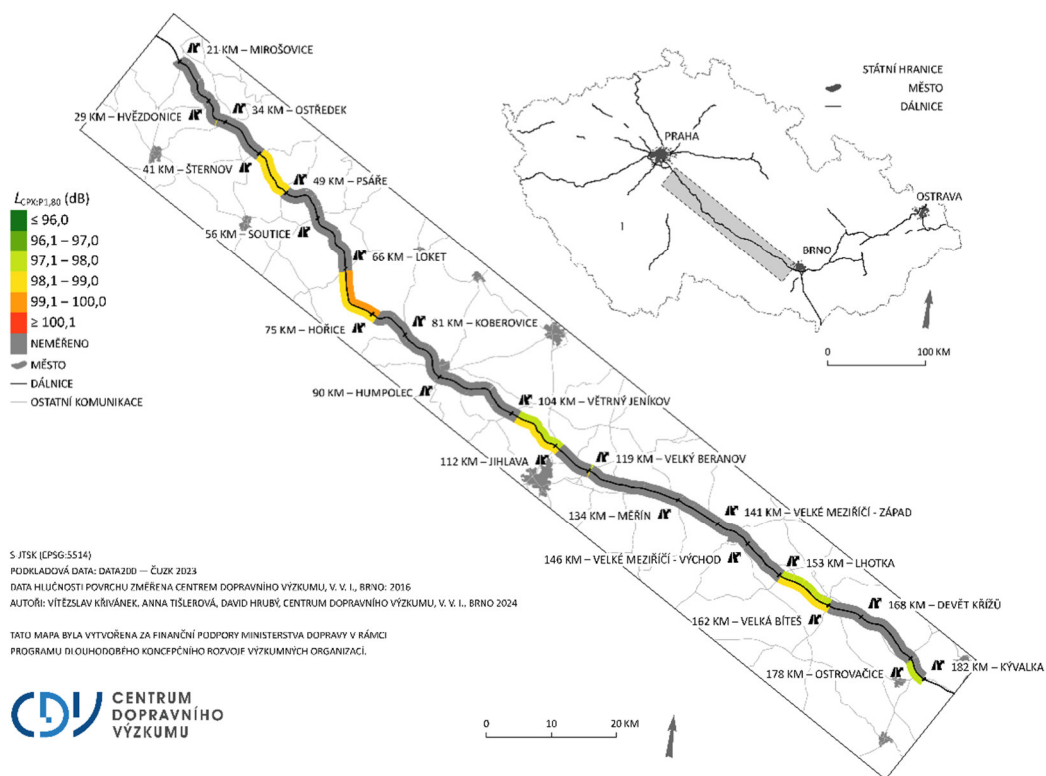 21 KM – MIROŠOVICE
29 KM – HVĚZDONICE
34 KM – OSTŘEDEK
41 KM – ŠTERNOV
49 KM – PSÁŘE
56 KM – SOUTICE
66 KM – LOKET
75 KM – HOŘICE
81 KM – KOBEROVICE
90 KM – HUMPOLEC
104 KM – VĚTRNÝ JENÍKOV
112 KM – JIHLAVA
119 KM – VELKÝ BERANOV
134 KM – MĚŘÍN
141 KM – VELKÉ MEZIŘÍČÍ - ZÁPAD
146 KM – VELKÉ MEZIŘÍČÍ - VÝCHOD
153 KM – LHOTKA
162 KM – VELKÁ BÍTEŠ
168 KM – DEVĚT KŘÍŽŮ
178 KM – OSTROVAČICE
182 KM – KÝVALKA
STÁTNÍ HRANICE
MĚSTO
DÁLNICE
PRAHA
OSTRAVA
BRNO
0 100 KM
LCPX:P1,80 (dB)
≤ 96,0
96,1 – 97,0
97,1 – 98,0
98,1 – 99,0
99,1 – 100,0
≥ 100,1
NEMĚŘENO
MĚSTO
DÁLNICE
OSTATNÍ KOMUNIKACE
S JTSK (EPSG:5514)
PODKLADOVÁ DATA: DATA200 — ČUZK 2023
DATA HLUČNOSTI POVRCHU ZMĚŘENA CENTREM DOPRAVNÍHO VÝZKUMU, V. V. I., BRNO: 2016
AUTOŘI: VÍTĚZSLAV KŘIVÁNEK, ANNA TIŠLEROVÁ, DAVID HRUBÝ, CENTRUM DOPRAVNÍHO VÝZKUMU, V. V. I., BRNO 2024
TATO MAPA BYLA VYTVOŘENA ZA FINANČNÍ PODPORY MINISTERSTVA DOPRAVY V RÁMCI
PROGRAMU DLOUHODOBÉHO KONCEPČNÍHO ROZVOJE VÝZKUMNÝCH ORGANIZACÍ.
CDV
CENTRUM
DOPRAVNÍHO
VÝZKUMU
0 10 20 KM